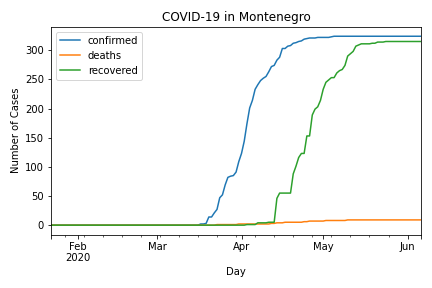 COVID-19 in Montenegro
confirmed
deaths
recovered
Number of Cases
300
250
200
150
100
50
0
Feb
2020
Mar
Apr
May
Jun
Day